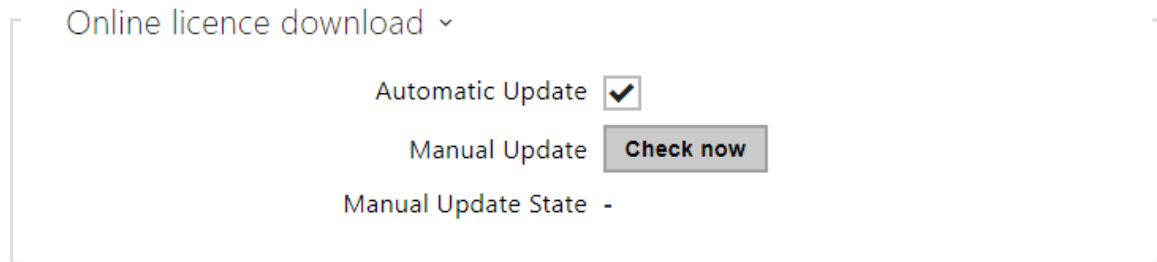 Online licence download
Automatic Update
Manual Update Check now
Manual Update State -